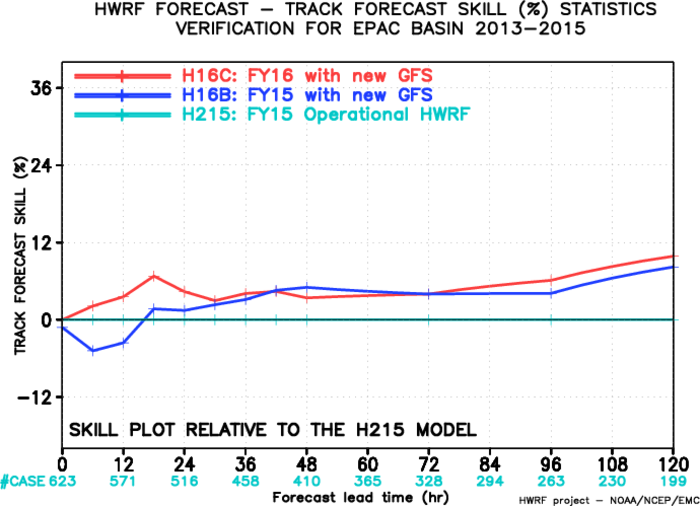 HWRF FORECAST – TRACK FORECAST SKILL (%) STATISTICS
VERIFICATION FOR EPAC BASIN 2013–2015
H16C: FY16 with new GFS
H16B: FY15 with new GFS
H215: FY15 Operational HWRF
TRACK FORECAST SKILL (%)
36
24
12
0
−12
SKILL PLOT RELATIVE TO THE H215 MODEL
0 12 24 36 48 60 72 84 96 108 120
#CASE 623 571 516 458 410 365 328 294 263 230 199
Forecast lead time (hr)
HWRF project – NOAA/NCEP/EMC